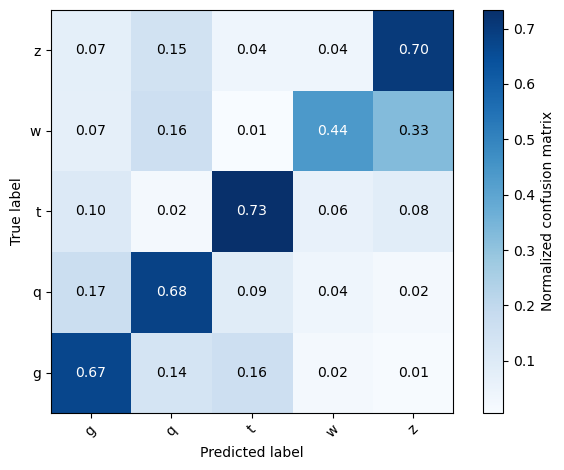 z 0.07 0.15 0.04 0.04 0.70
w 0.07 0.16 0.01 0.44 0.33
t 0.10 0.02 0.73 0.06 0.08
q 0.17 0.68 0.09 0.04 0.02
g 0.67 0.14 0.16 0.02 0.01
g q t w z
Predicted label
True label
0.7
0.6
0.5
0.4
0.3
0.2
0.1
Normalized confusion matrix